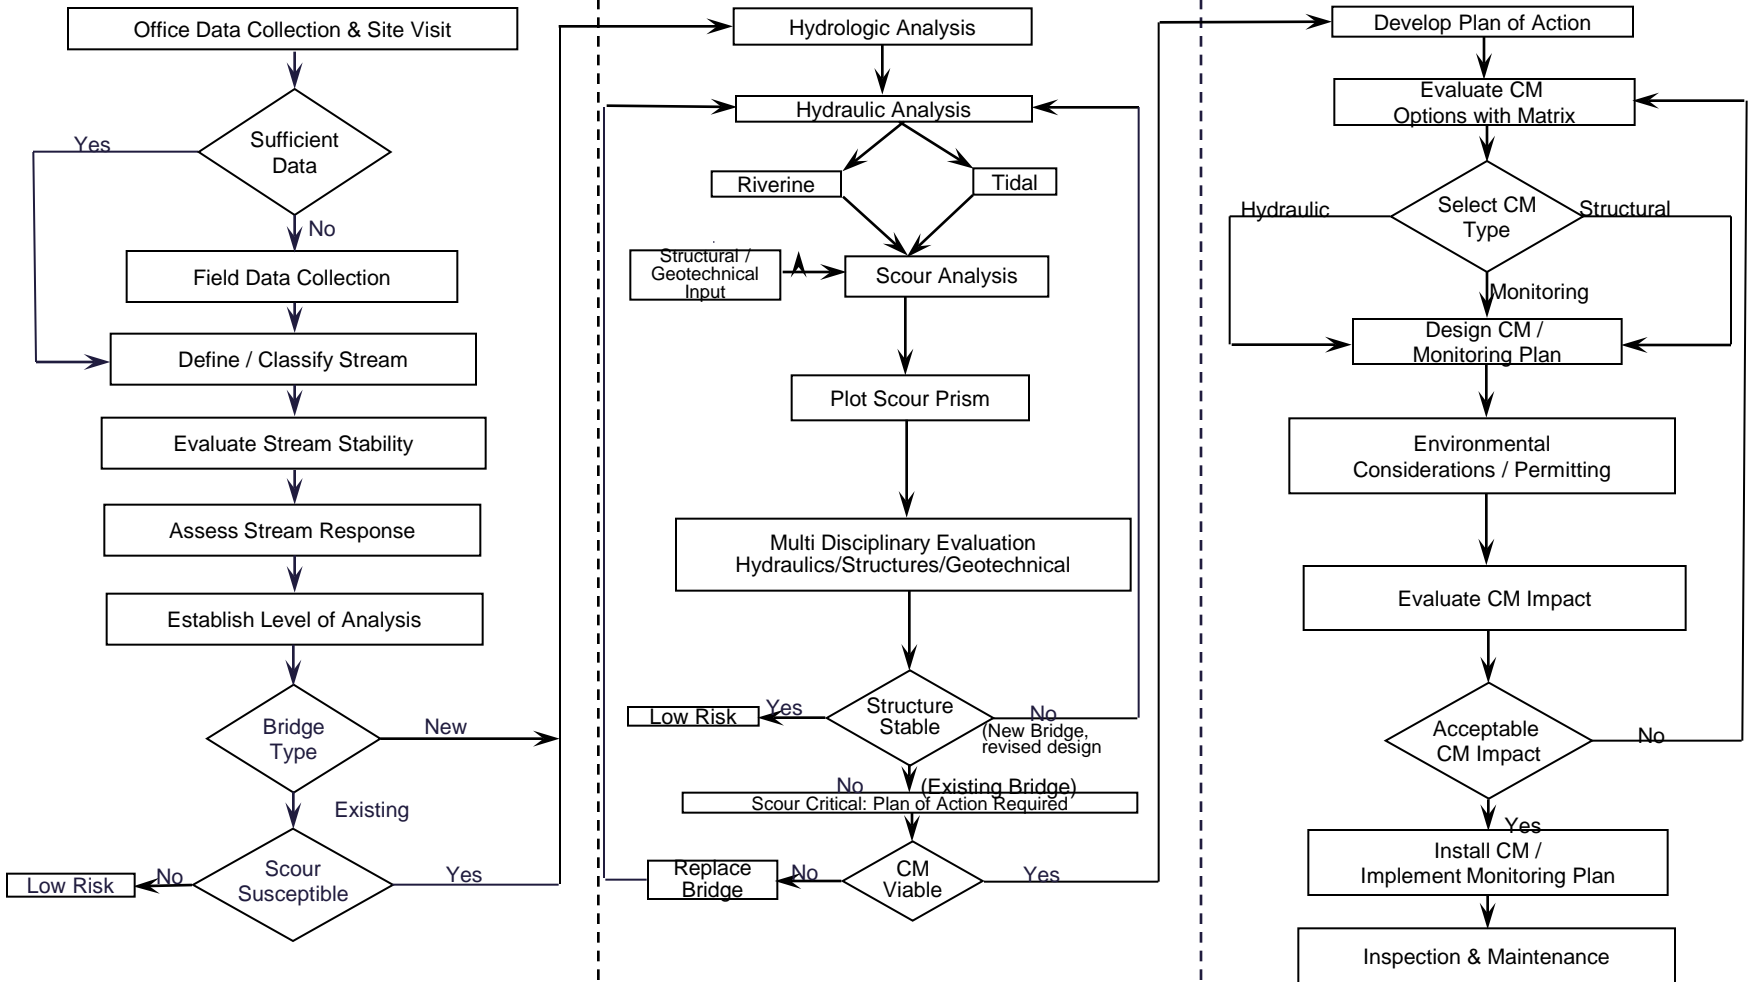 Office Data Collection & Site Visit
Yes
Sufficient
Data
No
Field Data Collection
Define / Classify Stream
Evaluate Stream Stability
Assess Stream Response
Establish Level of Analysis
Bridge
Type
New
Existing
Scour
Susceptible
No
Low Risk
Yes
Hydrologic Analysis
Hydraulic Analysis
Riverine
Tidal
Structural /
Geotechnical
Input
Scour Analysis
Plot Scour Prism
Multi Disciplinary Evaluation
Hydraulics/Structures/Geotechnical
Structure
Stable
Yes
Low Risk
No
(New Bridge,
revised design
No
(Existing Bridge)
Scour Critical: Plan of Action Required
CM
Viable
No
Replace
Bridge
Yes
Develop Plan of Action
Evaluate CM
Options with Matrix
Select CM
Type
Hydraulic
Structural
Monitoring
Design CM /
Monitoring Plan
Environmental
Considerations / Permitting
Evaluate CM Impact
Acceptable
CM Impact
No
Yes
Install CM /
Implement Monitoring Plan
Inspection & Maintenance